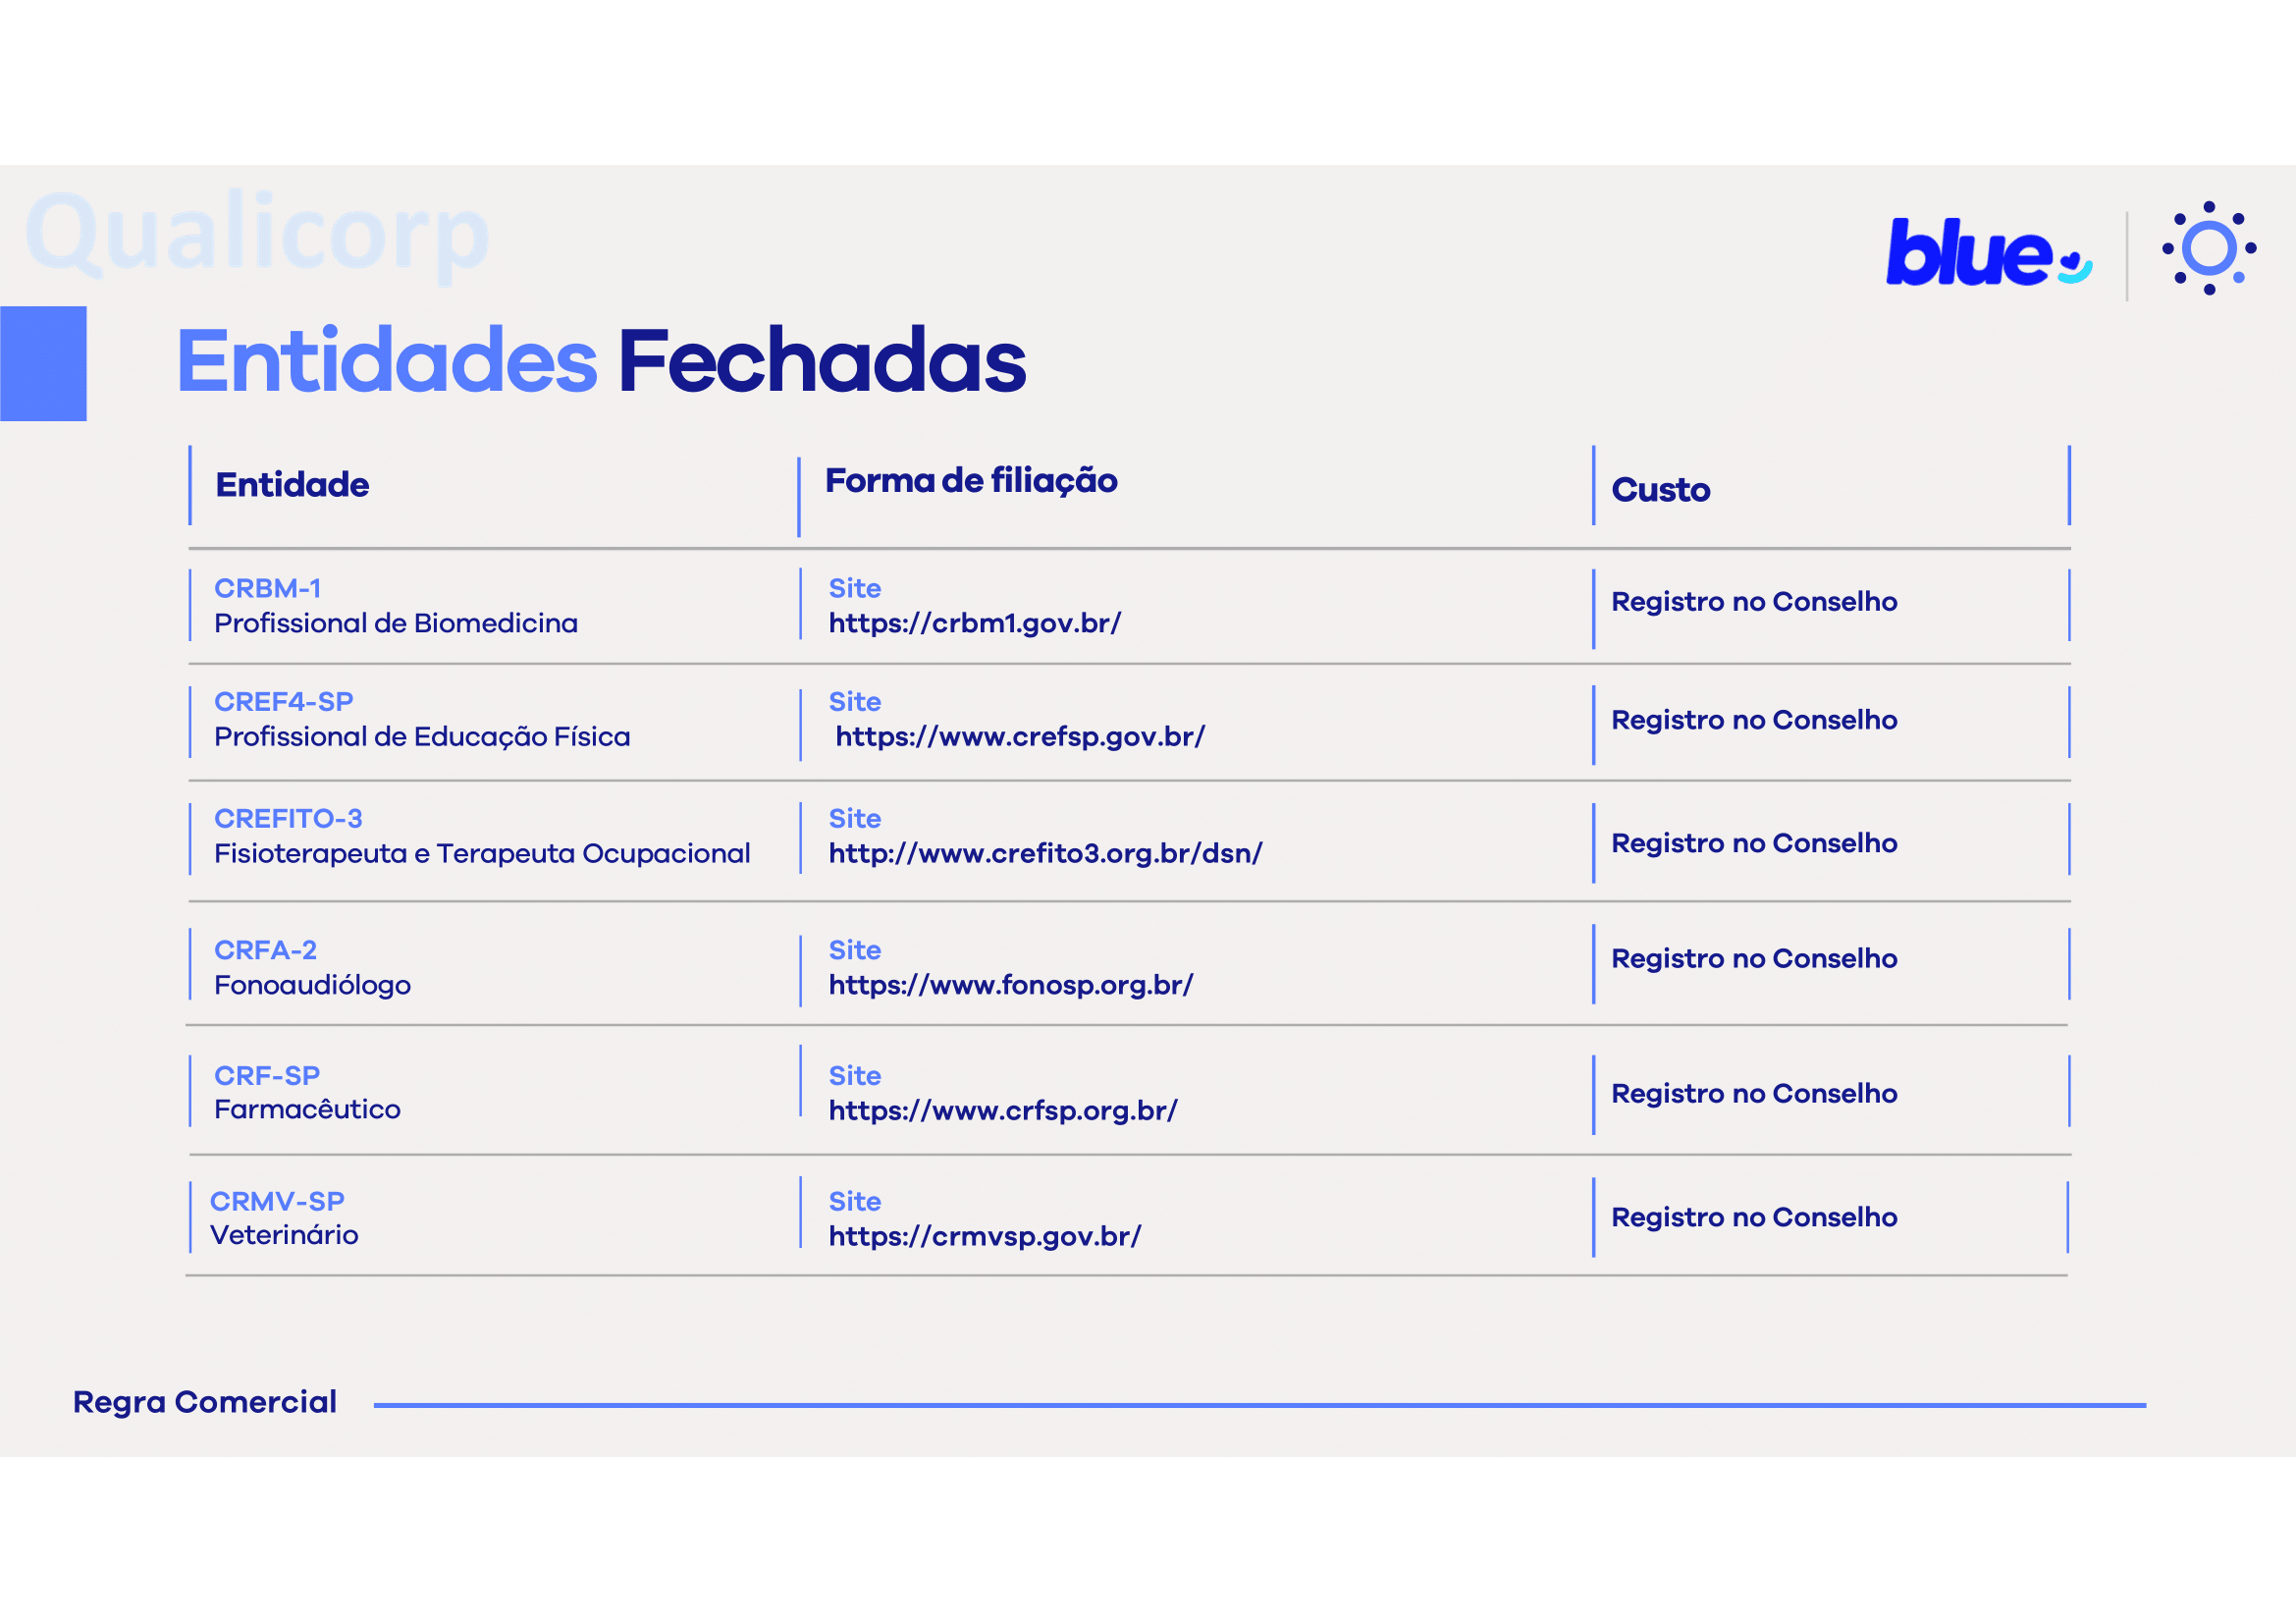 Qualicorp
blue
Entidades Fechadas
Entidade
Forma de filiação
Custo
CRBM-1
Profissional de Biomedicina
Site
https://crbm1.gov.br/
Registro no Conselho
CREF4-SP
Profissional de Educação Física
Site
https://www.crefsp.gov.br/
Registro no Conselho
CREFITO-3
Fisioterapeuta e Terapeuta Ocupacional
Site
http://www.crefito3.org.br/dsn/
Registro no Conselho
CRFA-2
Fonoaudiólogo
Site
https://www.fonosp.org.br/
Registro no Conselho
CRF-SP
Farmacêutico
Site
https://www.crfsp.org.br/
Registro no Conselho
CRMV-SP
Veterinário
Site
https://crmvsp.gov.br/
Registro no Conselho
Regra Comercial